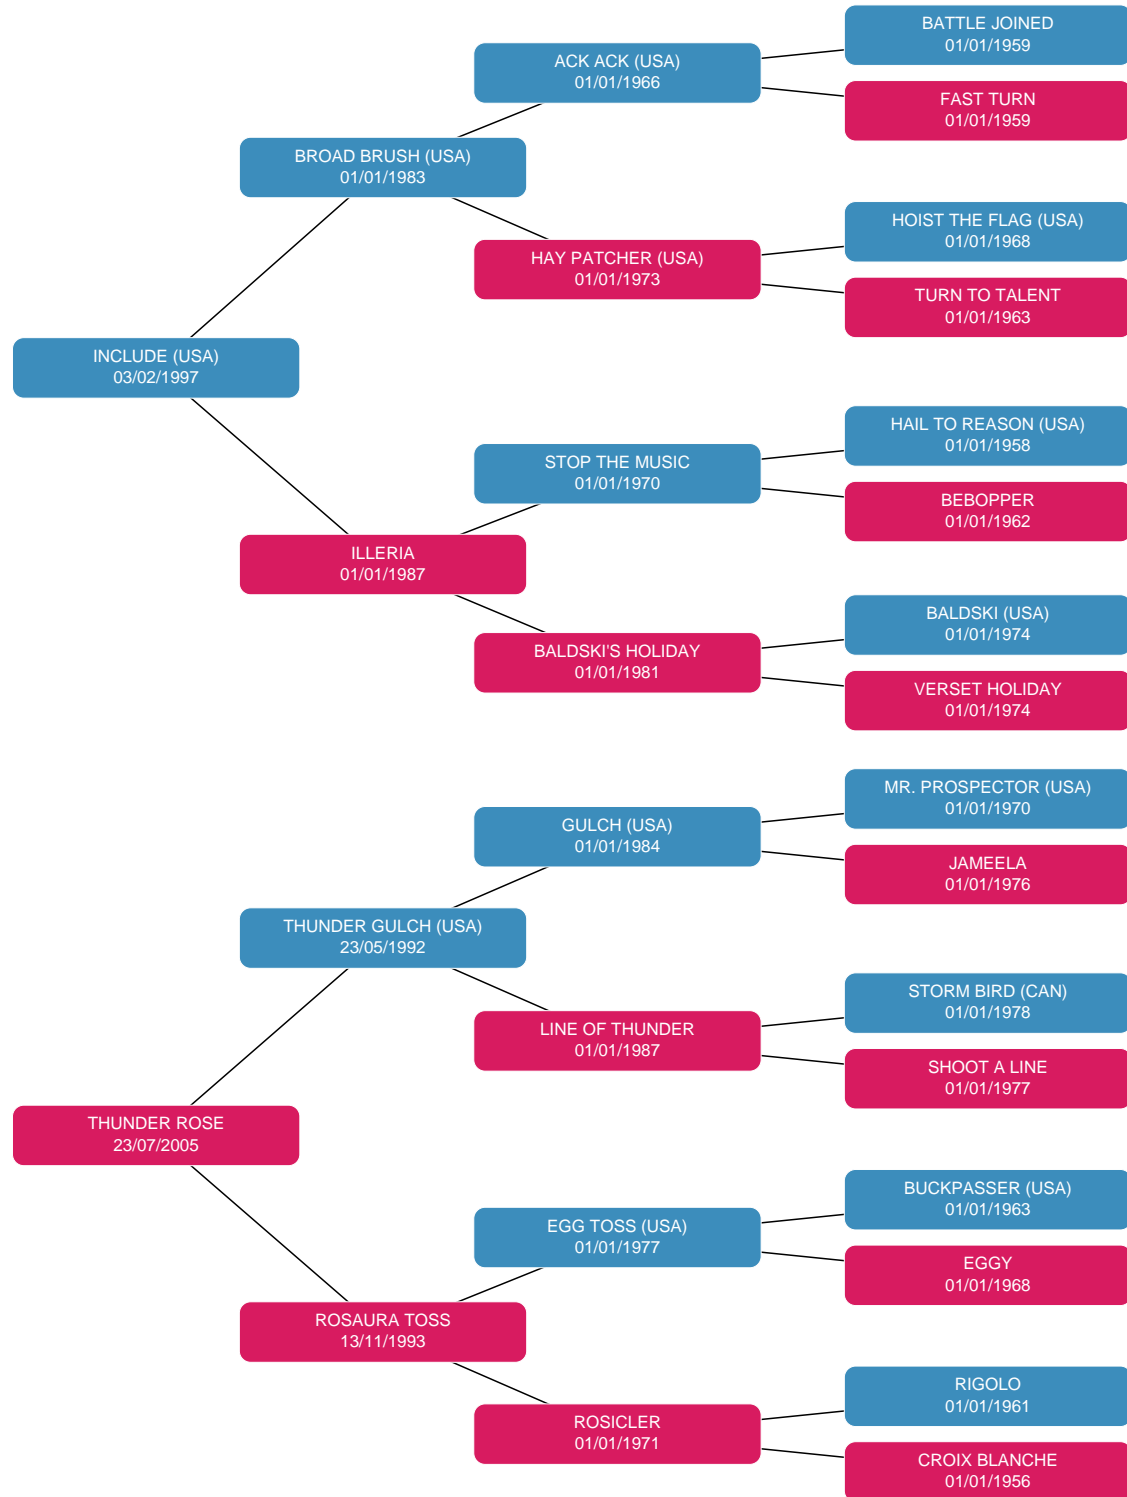 BATTLE JOINED
01/01/1959
ACK ACK (USA)
01/01/1966
FAST TURN
01/01/1959
BROAD BRUSH (USA)
01/01/1983
HOIST THE FLAG (USA)
01/01/1968
HAY PATCHER (USA)
01/01/1973
TURN TO TALENT
01/01/1963
INCLUDE (USA)
03/02/1997
HAIL TO REASON (USA)
01/01/1958
STOP THE MUSIC
01/01/1970
BEBOPPER
01/01/1962
ILLERIA
01/01/1987
BALDSKI (USA)
01/01/1974
BALDSKI'S HOLIDAY
01/01/1981
VERSET HOLIDAY
01/01/1974
MR. PROSPECTOR (USA)
01/01/1970
GULCH (USA)
01/01/1984
JAMEELA
01/01/1976
THUNDER GULCH (USA)
23/05/1992
STORM BIRD (CAN)
01/01/1978
LINE OF THUNDER
01/01/1987
SHOOT A LINE
01/01/1977
THUNDER ROSE
23/07/2005
BUCKPASSER (USA)
01/01/1963
EGG TOSS (USA)
01/01/1977
EGGY
01/01/1968
ROSAURA TOSS
13/11/1993
RIGOLO
01/01/1961
ROSICLER
01/01/1971
CROIX BLANCHE
01/01/1956